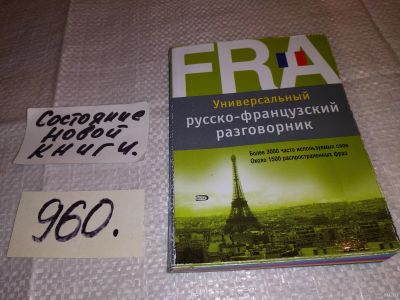 Состояние
новой
книги.
960.
FRA
Универсальный
русско-французский
разговорник
Более 3000 часто используемых слов
Около 1500 распространенных фраз